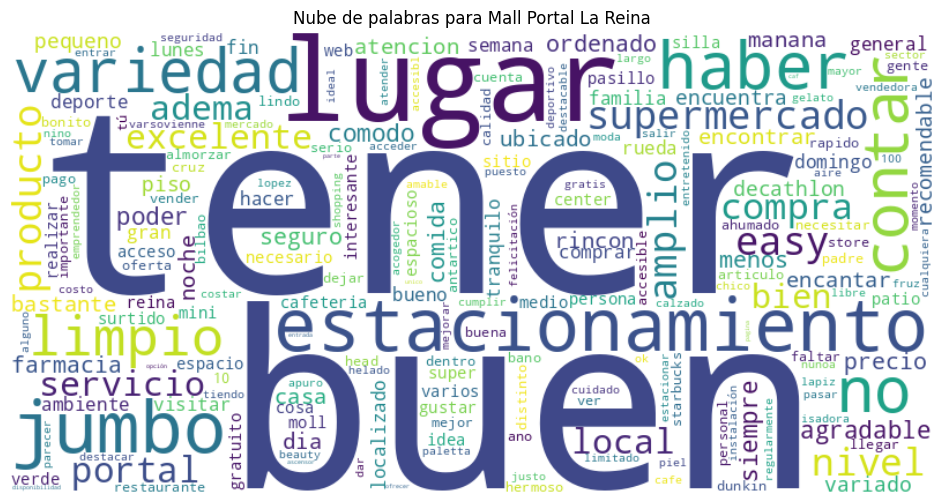 Nube de palabras para Mall Portal La Reina
pequeno
seguridad
entrar
lunes
fin
web
atencion
semana
ordenado
silla
manana
general
variedad
lugar
haber
gente
sector
mayor
caf
cuenta
accesible
atender
calidad
deportivo
destacable
largo
pasillo
familia
encuentra
gelato
vendedora
ideal
lindo
adema
deporte
producto
bonito
tú
varsovienne
excelente
comodo
ubicado
supermercado
contar
recomendable
nino
mercado
tomar
almorzar
serio
acceder
sitio
puesto
moda
salir
rueda
encontrar
rapido
domingo
100
momento
cualquiera
tener
cruz
pago
piso
vender
lopez
hacer
shopping
parte
interesante
amable
espacioso
acogedor
comida
antartico
tranquilo
gratis
center
felicitación
rincon
comprar
amplio
entretenido
decathlon
compra
aire
necesitar
ahumado
store
easy
padre
menos
articulo
chico
encantar
libre
fruz
patio
realizar
importante
emprendedor
poder
gran
acceso
oferta
bilbao
noche
seguro
necesario
dejar
unico
bueno
medio
persona
accesible
calzado
bien
bastante
costo
reina
costar
cafeteria
cumplir
surtido
mini
limpio
alguno
estacionamiento
entrada
mejorar
buena
buen
farmacia
opción
espacio
head
dentro
bano
ok
pagina
faltar
nunoa
precio
no
servicio
10
tiendo
apuro
helado
super
varios
distinto
cuidado
ver
estacionar
starbucks
lapiz
pasar
jumbo
ambiente
visitar
casa
cosa
moll
dia
localizado
gustar
mejor
idea
paletta
ano
local
personal
instalación
regularmente
siempre
isadora
agradable
llegar
parecer
destacar
verde
portal
restaurante
gratuito
beauty
ascensor
dar
ofrecer
justo
hermoso
limitado
cafe
piel
dunkin
nivel
variado
disponibilidad